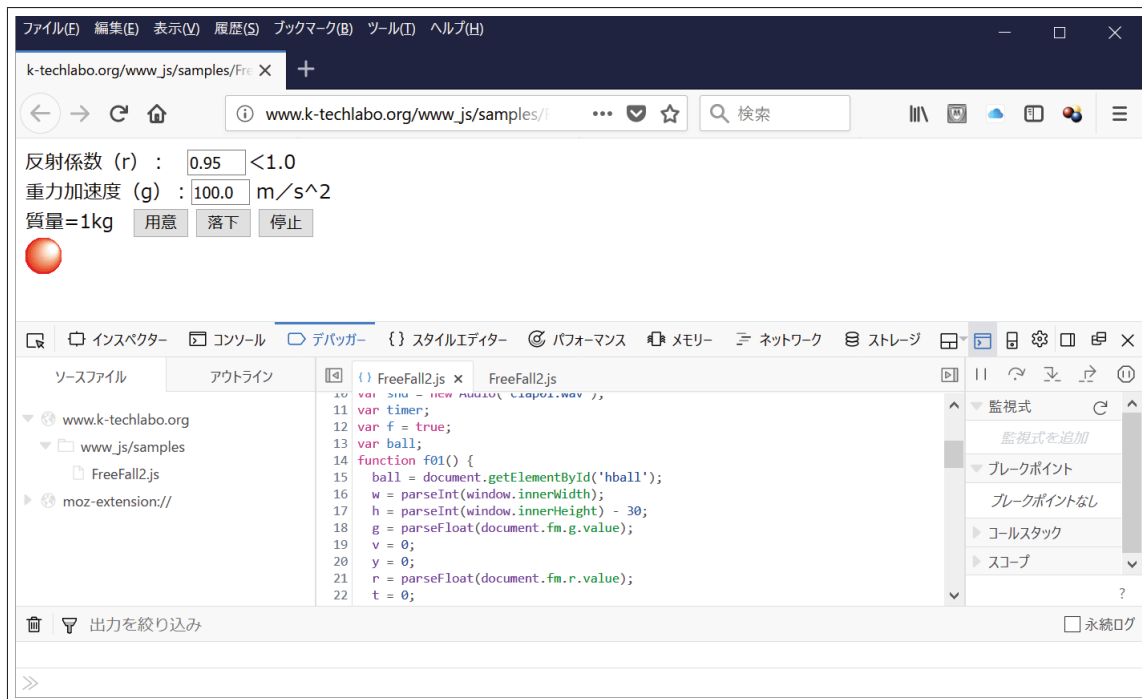 ファイル(F) 編集(E) 表示(V) 履歴(S) ブックマーク(B) ツール(T) ヘルプ(H)
k-techlabo.org/www_js/samples/Fre
www.k-techlabo.org/www_js/samples/ 検索
反射係数（r）： 0.95 <1.0
重力加速度（g）：100.0 m／s^2
質量=1kg 用意 落下 停止
インスペクター コンソール デバッガー {} スタイルエディター パフォーマンス メモリー ネットワーク ストレージ
ソースファイル アウトライン FreeFall2.js FreeFall2.js
www.k-techlabo.org
www_js/samples
FreeFall2.js
moz-extension://
10 var snd = new Audio("clap01.wav");
11 var timer;
12 var f = true;
13 var ball;
14 function f01() {
15 ball = document.getElementById('hball');
16 w = parseInt(window.innerWidth);
17 h = parseInt(window.innerHeight) - 30;
18 g = parseFloat(document.fm.g.value);
19 v = 0;
20 y = 0;
21 r = parseFloat(document.fm.r.value);
22 t = 0;
監視式
監視式を追加
ブレークポイント
ブレークポイントなし
コールスタック
スコープ
?
出力を絞り込み 永続ログ